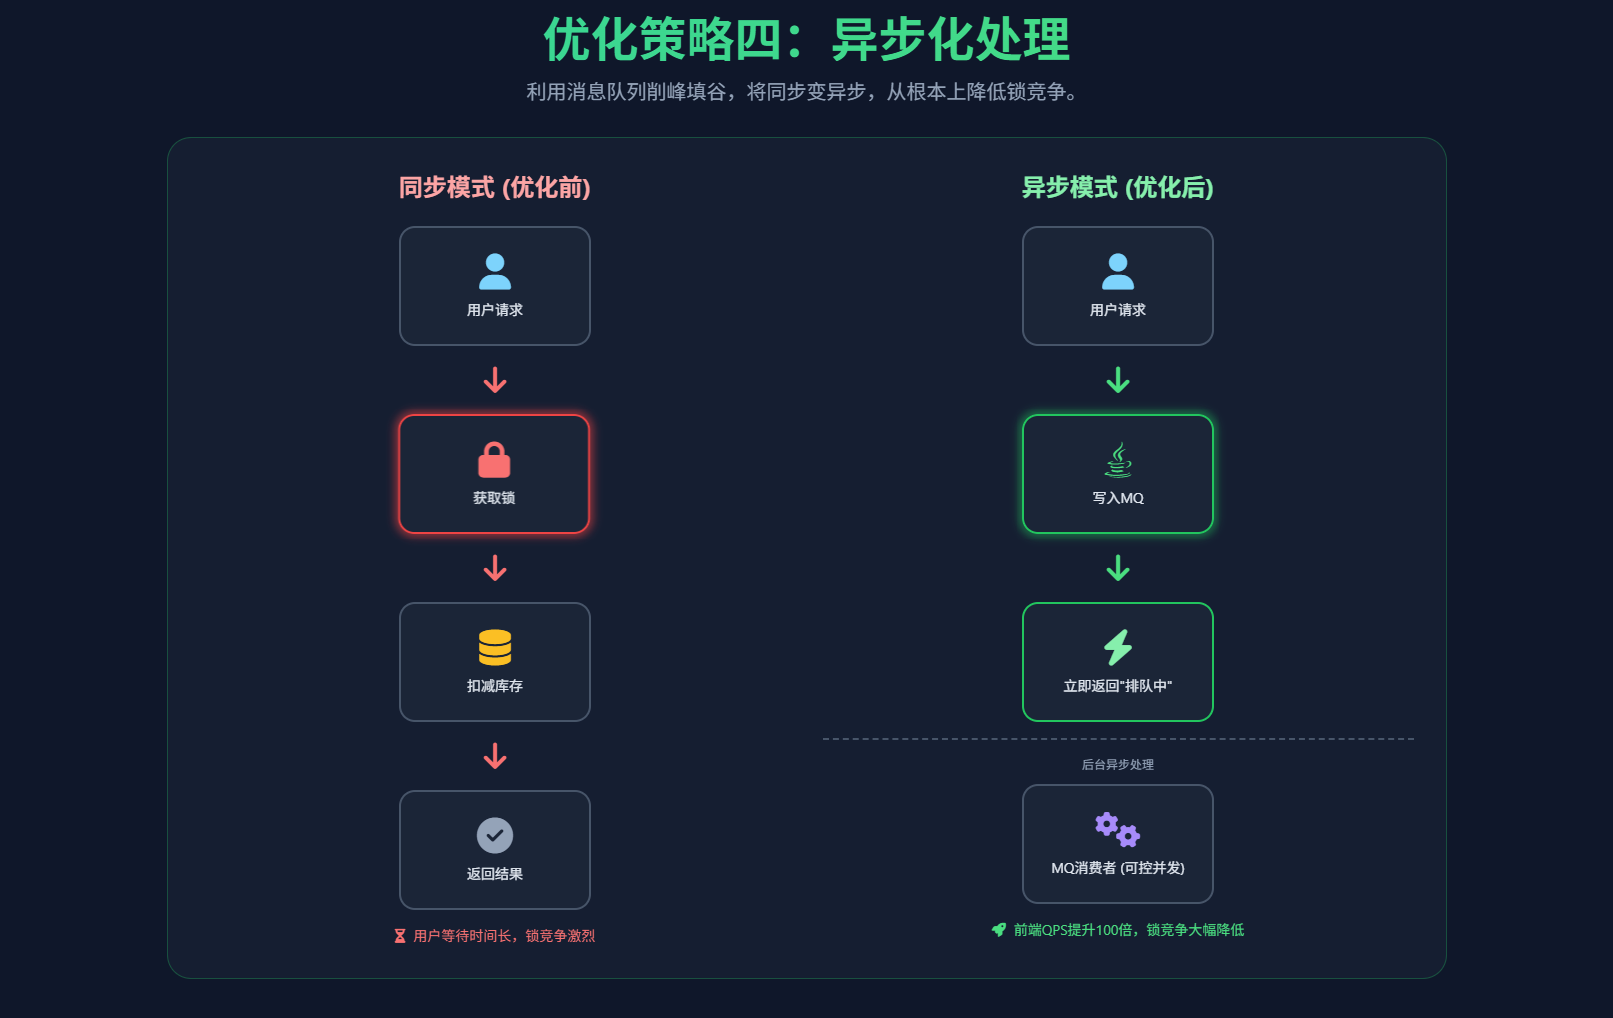 优化策略四：异步化处理
利用消息队列削峰填谷，将同步变异步，从根本上降低锁竞争。
同步模式 (优化前)
用户请求
获取锁
扣减库存
返回结果
用户等待时间长，锁竞争激烈
异步模式 (优化后)
用户请求
写入MQ
立即返回"排队中"
后台异步处理
MQ消费者 (可控并发)
前端QPS提升100倍，锁竞争大幅降低